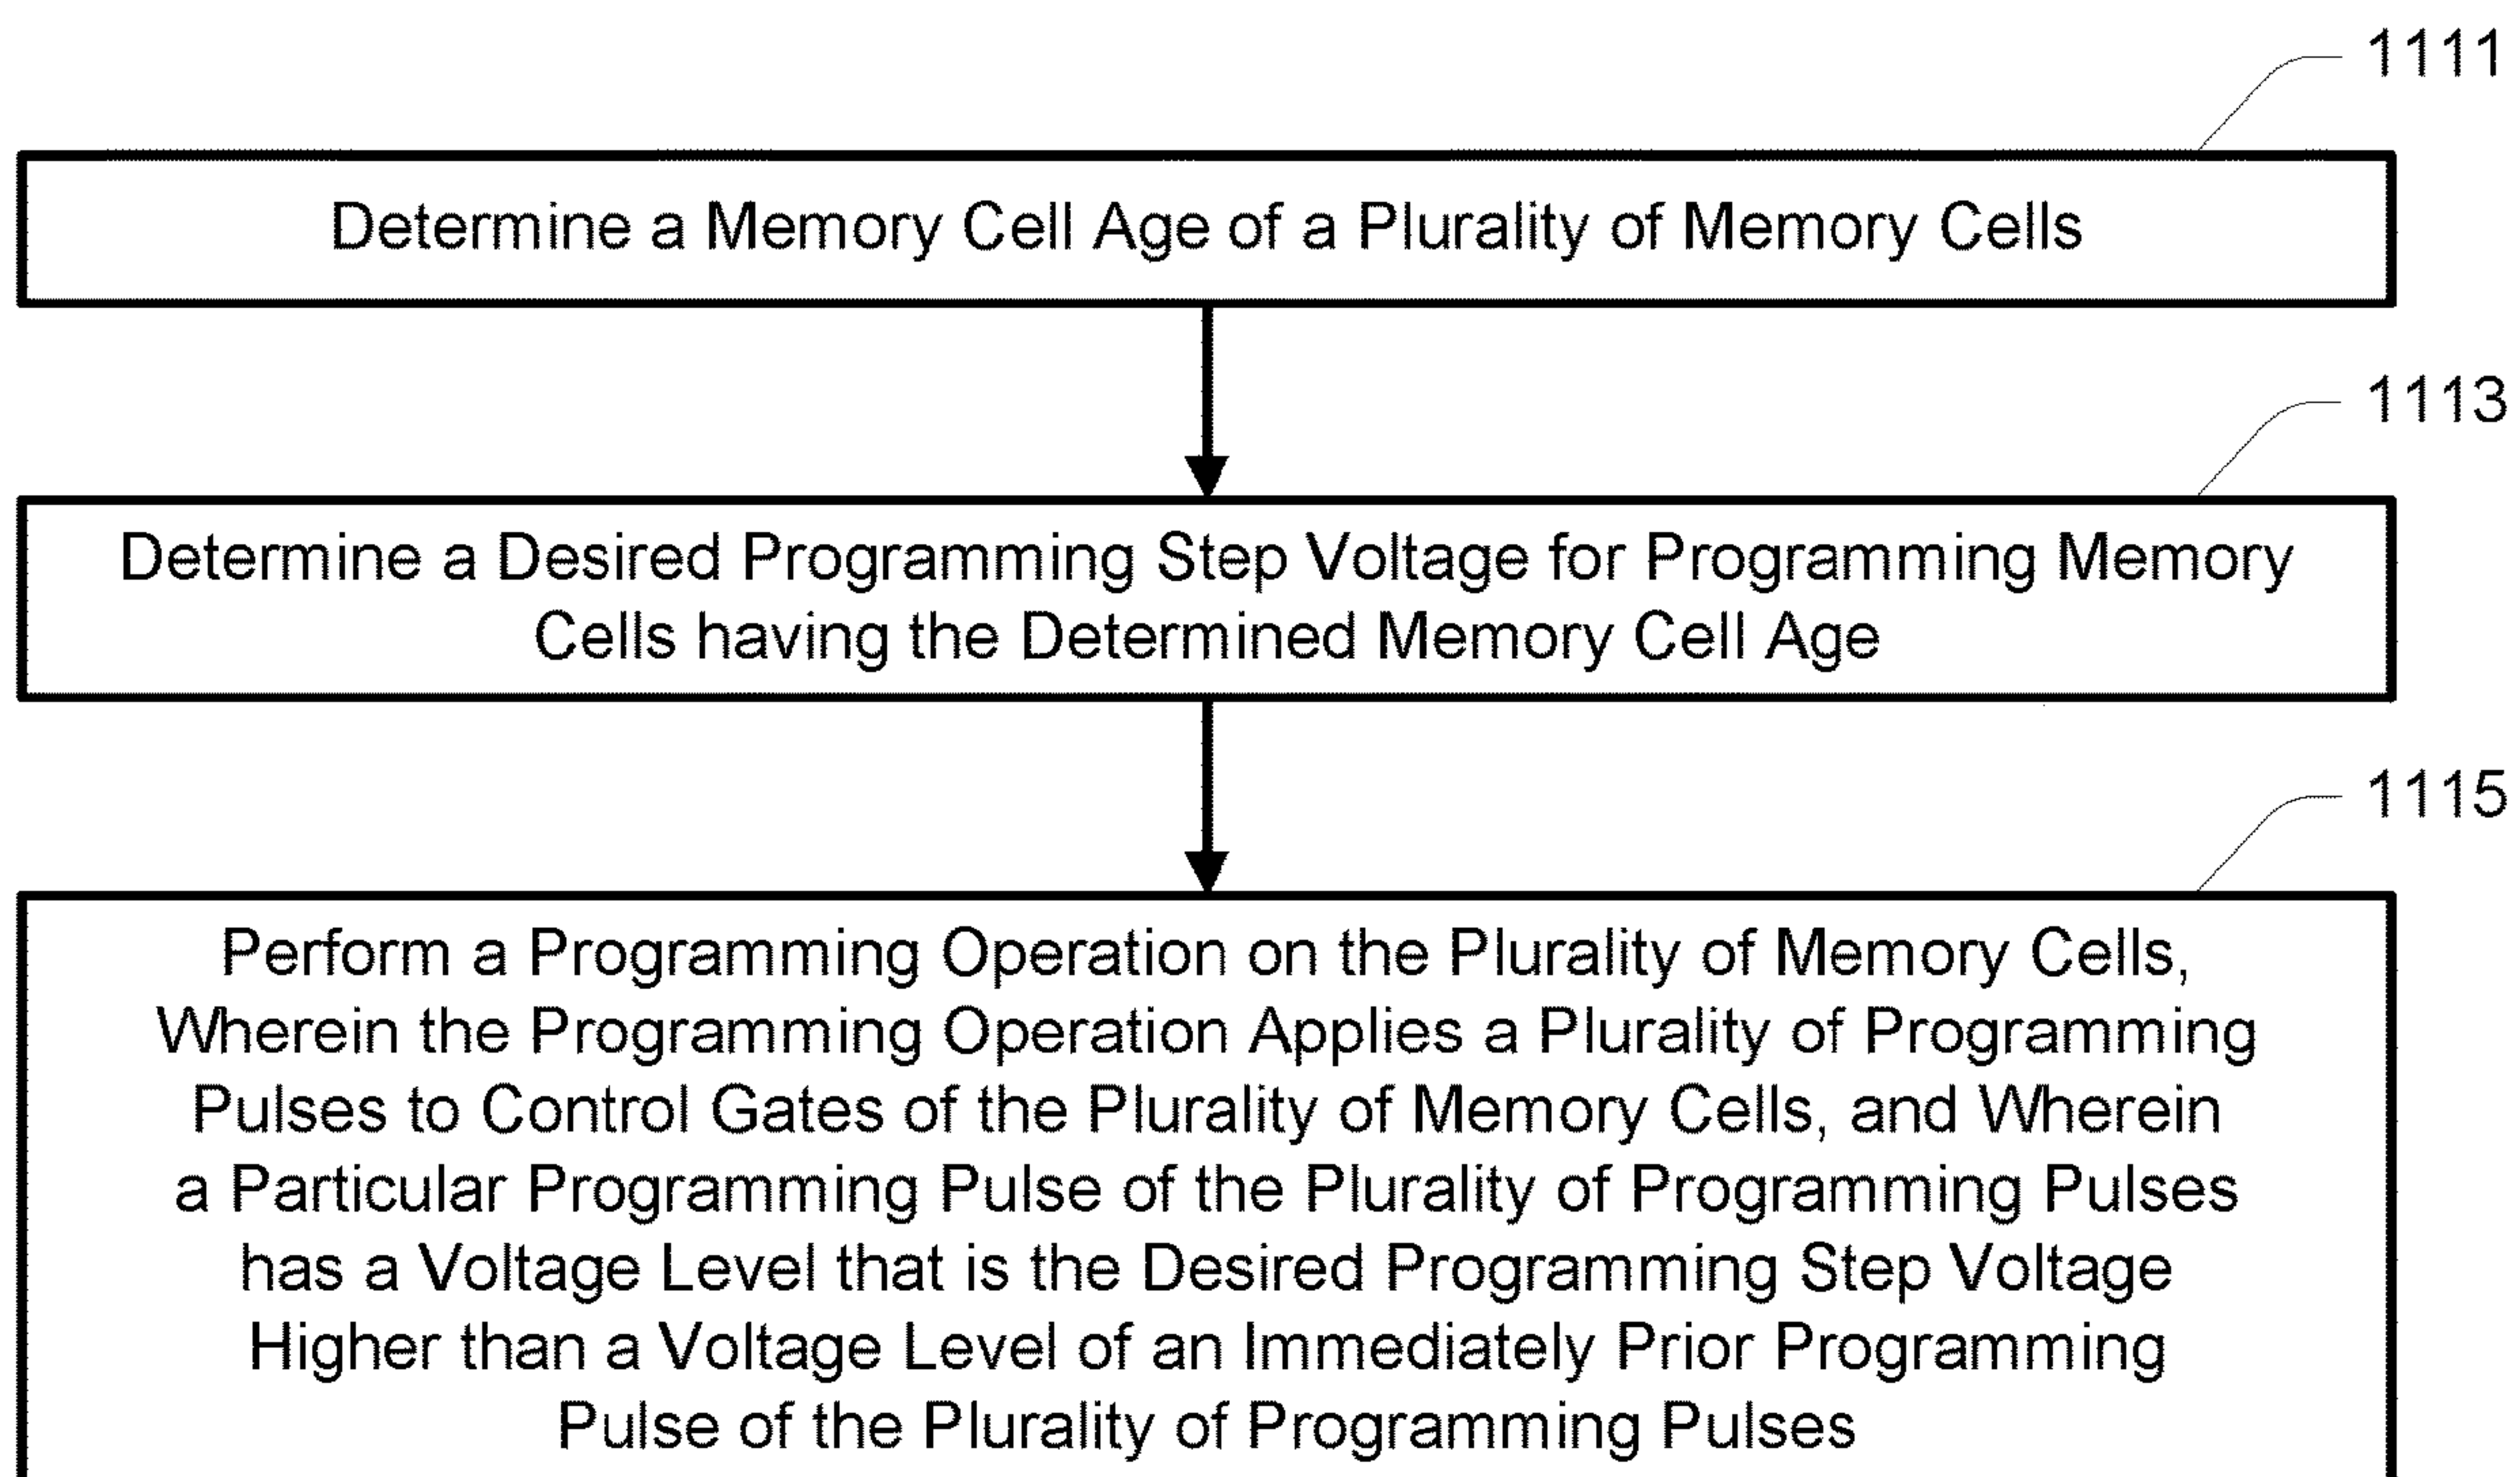 1111
Determine a Memory Cell Age of a Plurality of Memory Cells
1113
Determine a Desired Programming Step Voltage for Programming Memory
Cells having the Determined Memory Cell Age
1115
Perform a Programming Operation on the Plurality of Memory Cells,
Wherein the Programming Operation Applies a Plurality of Programming
Pulses to Control Gates of the Plurality of Memory Cells, and Wherein
a Particular Programming Pulse of the Plurality of Programming Pulses
has a Voltage Level that is the Desired Programming Step Voltage
Higher than a Voltage Level of an Immediately Prior Programming
Pulse of the Plurality of Programming Pulses